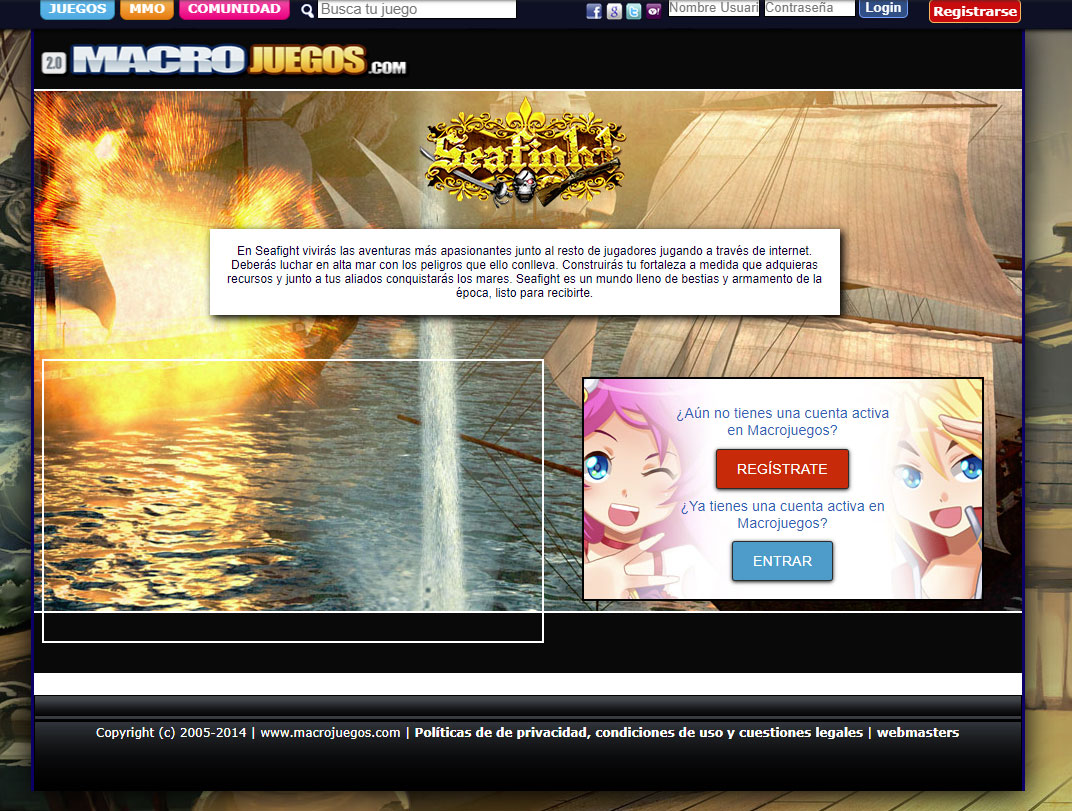 JUEGOS MMO COMUNIDAD Busca tu juego Nombre Usuari Contraseña Login Registrarse
2.0 MACROJUEGOS.COM
Seafight
En Seafight vivirás las aventuras más apasionantes junto al resto de jugadores jugando a través de internet.
Deberás luchar en alta mar con los peligros que ello conlleva. Construirás tu fortaleza a medida que adquieras
recursos y junto a tus aliados conquistarás los mares. Seafight es un mundo lleno de bestias y armamento de la
época, listo para recibirte.
¿Aún no tienes una cuenta activa
en Macrojuegos?
REGÍSTRATE
¿Ya tienes una cuenta activa en
Macrojuegos?
ENTRAR
Copyright (c) 2005-2014 | www.macrojuegos.com | Políticas de de privacidad, condiciones de uso y cuestiones legales | webmasters